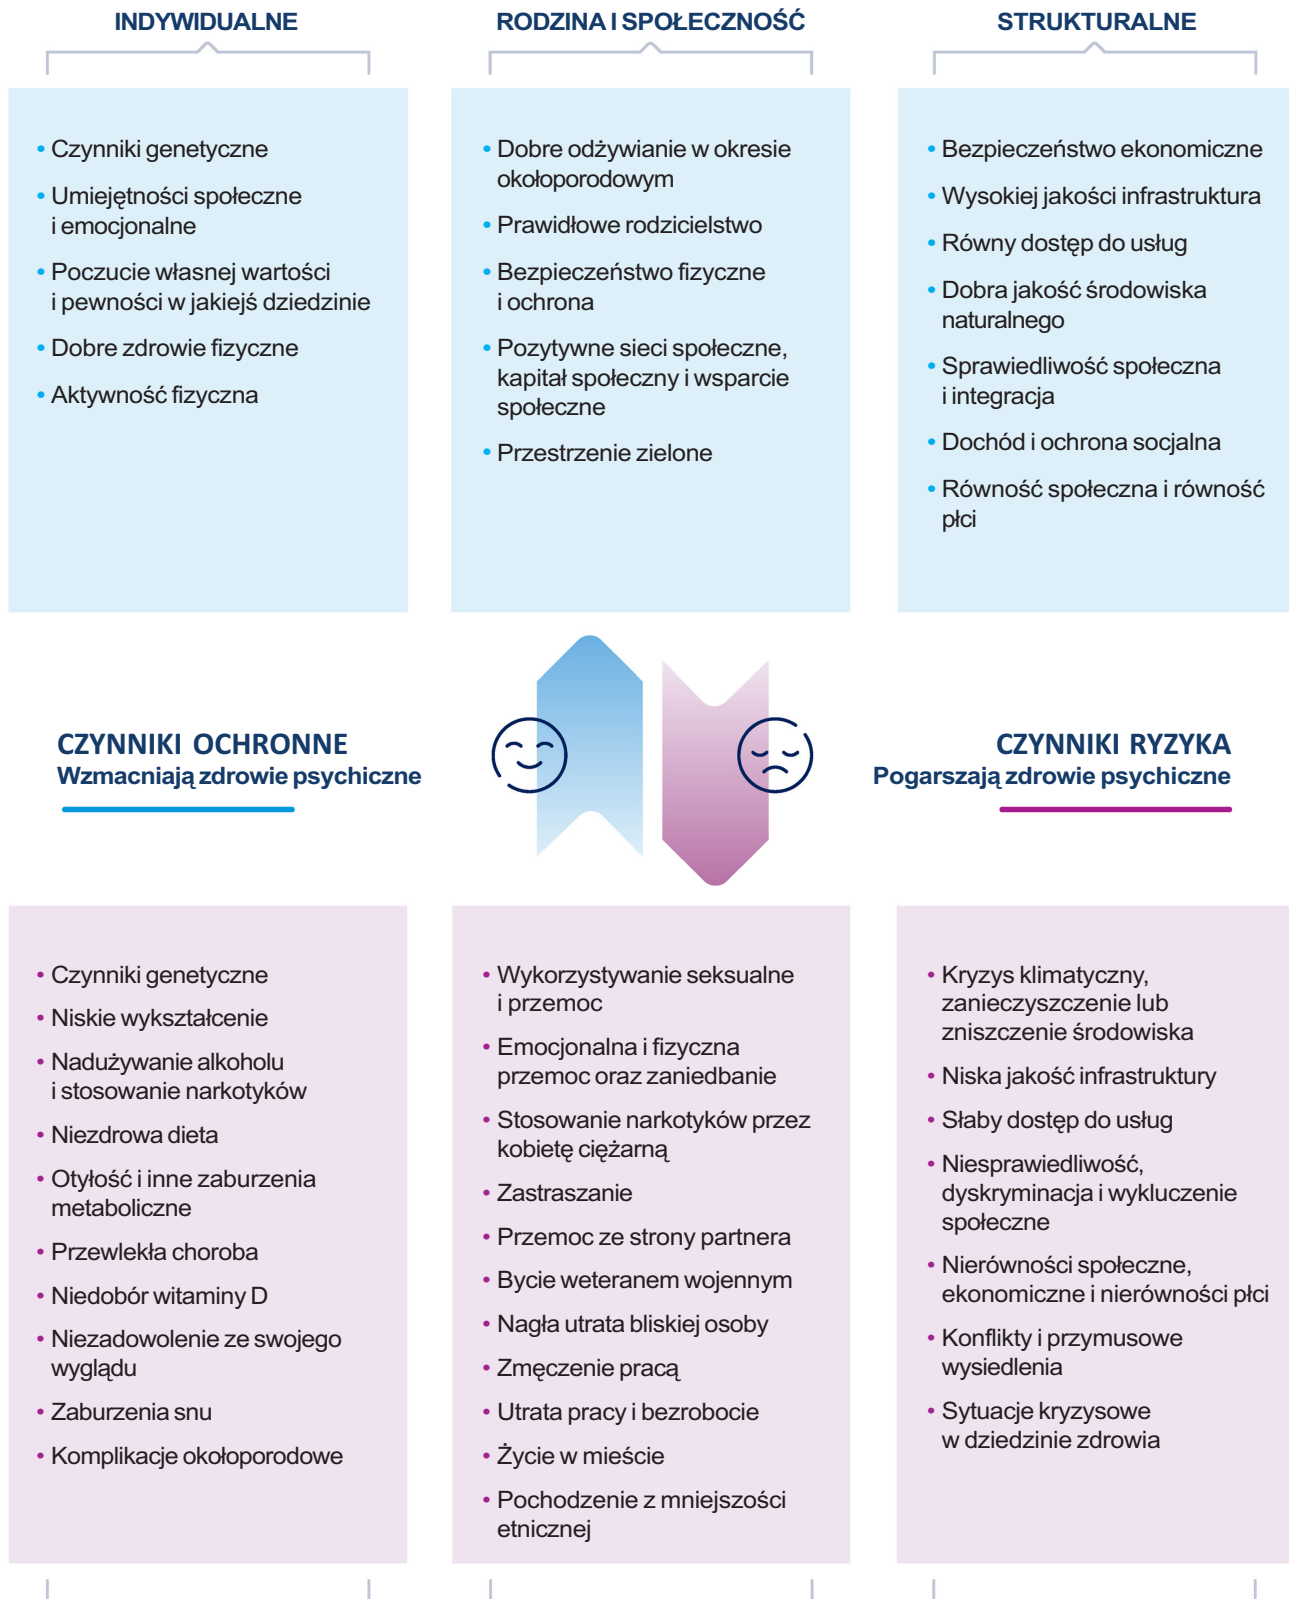 INDYWIDUALNE
RODZINA I SPOŁECZNOŚĆ
STRUKTURALNE
• Czynniki genetyczne
• Umiejętności społeczne
i emocjonalne
• Poczucie własnej wartości
i pewności w jakiejś dziedzinie
• Dobre zdrowie fizyczne
• Aktywność fizyczna
• Dobre odżywianie w okresie
okołoporodowym
• Prawidłowe rodzicielstwo
• Bezpieczeństwo fizyczne
i ochrona
• Pozytywne sieci społeczne,
kapitał społeczny i wsparcie
społeczne
• Przestrzenie zielone
• Bezpieczeństwo ekonomiczne
• Wysokiej jakości infrastruktura
• Równy dostęp do usług
• Dobra jakość środowiska
naturalnego
• Sprawiedliwość społeczna
i integracja
• Dochód i ochrona socjalna
• Równość społeczna i równość
płci
CZYNNIKI OCHRONNE
Wzmacniają zdrowie psychiczne
CZYNNIKI RYZYKA
Pogarszają zdrowie psychiczne
• Czynniki genetyczne
• Niskie wykształcenie
• Nadużywanie alkoholu
i stosowanie narkotyków
• Niezdrowa dieta
• Otyłość i inne zaburzenia
metaboliczne
• Przewlekła choroba
• Niedobór witaminy D
• Niezadowolenie ze swojego
wyglądu
• Zaburzenia snu
• Komplikacje okołoporodowe
• Wykorzystywanie seksualne
i przemoc
• Emocjonalna i fizyczna
przemoc oraz zaniedbanie
• Stosowanie narkotyków przez
kobietę ciężarną
• Zastraszanie
• Przemoc ze strony partnera
• Bycie weteranem wojennym
• Nagła utrata bliskiej osoby
• Zmęczenie pracą
• Utrata pracy i bezrobocie
• Życie w mieście
• Pochodzenie z mniejszości
etnicznej
• Kryzys klimatyczny,
zanieczyszczenie lub
zniszczenie środowiska
• Niska jakość infrastruktury
• Słaby dostęp do usług
• Niesprawiedliwość,
dyskryminacja i wykluczenie
społeczne
• Nierówności społeczne,
ekonomiczne i nierówności płci
• Konflikty i przymusowe
wysiedlenia
• Sytuacje kryzysowe
w dziedzinie zdrowia